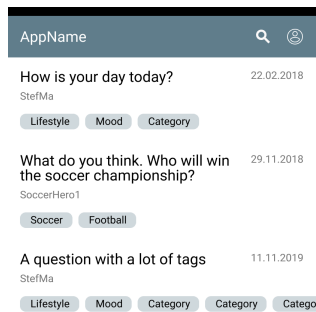 AppName
How is your day today? 22.02.2018
StefMa
Lifestyle Mood Category
What do you think. Who will win 29.11.2018
the soccer championship?
SoccerHero1
Soccer Football
A question with a lot of tags 11.11.2019
StefMa
Lifestyle Mood Category Category Catego